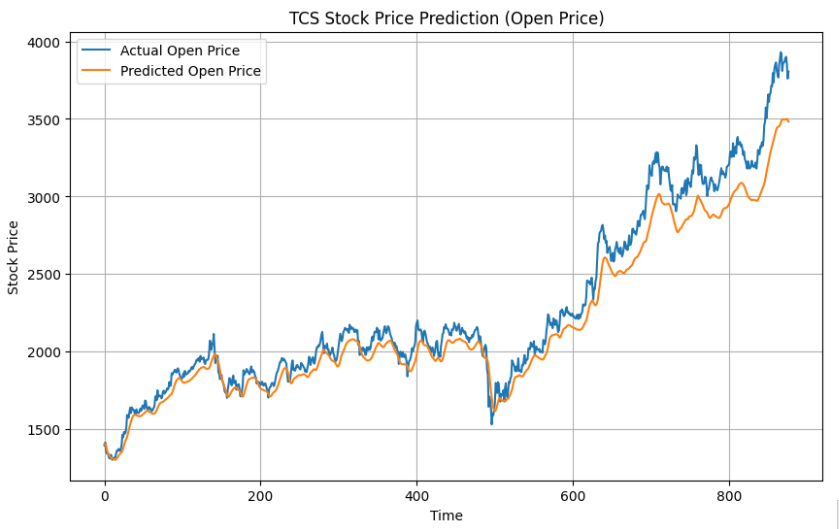 TCS Stock Price Prediction (Open Price)
Actual Open Price
Predicted Open Price
Stock Price
4000
3500
3000
2500
2000
1500
0 200 400 600 800
Time